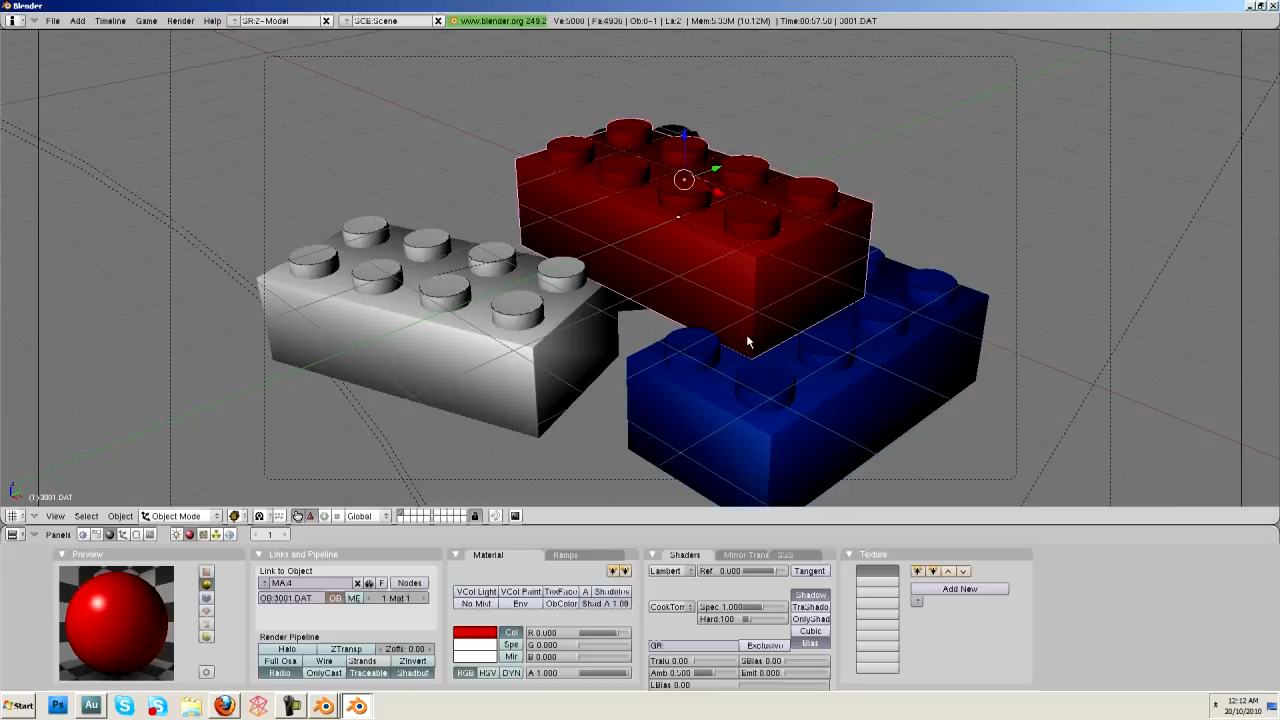 Blender
File Add Timeline Game Render Help SR:2-Model SCE:Scene www.blender.org 249.2 Ve:5000 | Fa:4936 | Ob:0-1 | La:2 | Time:00:57.50 | 3001.DAT
(1) 3001.DAT
View Select Object Object Mode Global
Panels 1
Preview Links and Pipeline Material Ramps Shaders Mirror Tran SSS Texture
Link to Object
MA:4 F Nodes
OB:3001.DAT OB ME 1 Mat 1
Render Pipeline
Halo ZTransp Zoffs: 0.00
Full Osa Wire Strands ZInvert
Radio OnlyCast Traceable Shadbuf
VCol Light VCol Paint TexFace A Shadeless
No Mist Env ObColor Shad A 1.00
Col R 0.000
Spe G 0.000
Mir B 0.000
RGB HSV DYN A 1.000
Lambert Ref 0.000 Tangent
Shadow
CookTorr Spec 1.000 TraShado
Hard:100 OnlyShad
Cubic
GR: Exclusive Bias
Tralu 0.00 SBias 0.00
Amb 0.500 Emit 0.000
LBias 0.00
Add New
Start Ps Au 12:12 AM
20/10/2010